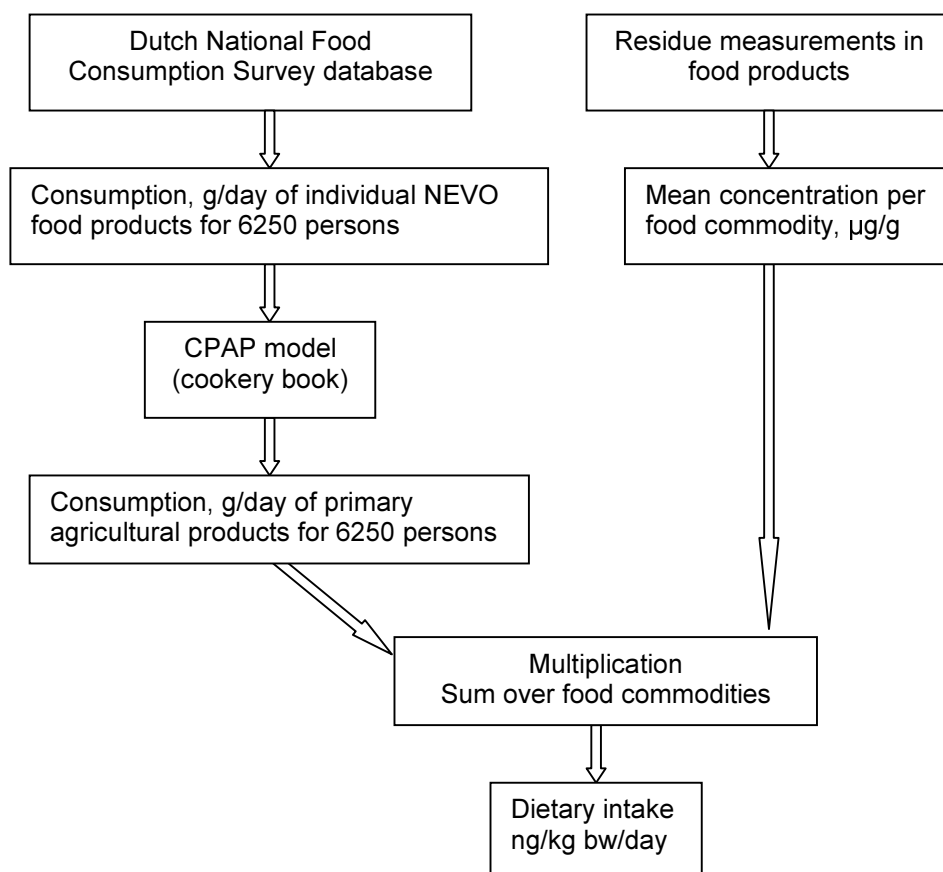 Dutch National Food
Consumption Survey database
Residue measurements in
food products
Consumption, g/day of individual NEVO
food products for 6250 persons
Mean concentration per
food commodity, µg/g
CPAP model
(cookery book)
Consumption, g/day of primary
agricultural products for 6250 persons
Multiplication
Sum over food commodities
Dietary intake
ng/kg bw/day